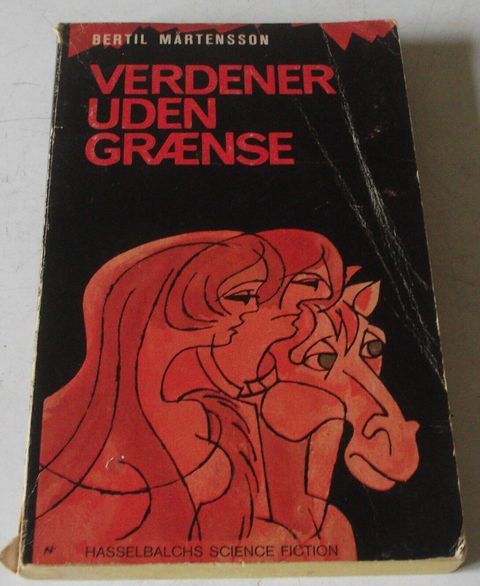 BERTIL MÅRTENSSON
VERDENER
UDEN
GRÆNSE
HASSELBALCHS SCIENCE FICTION